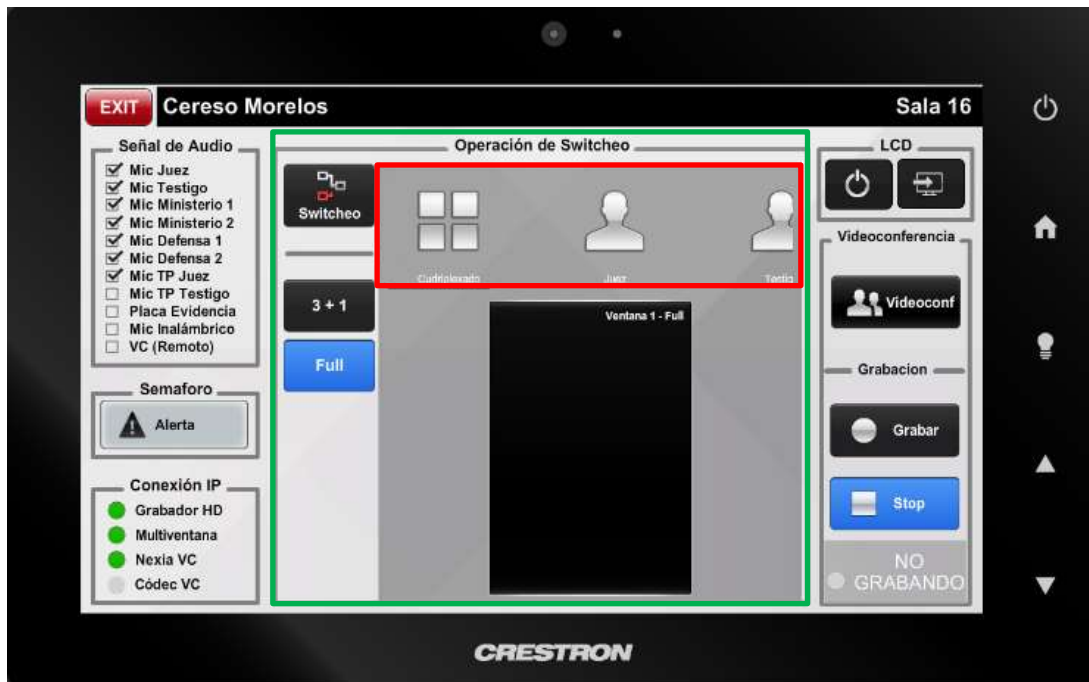 EXIT Cereso Morelos Sala 16
Señal de Audio
Mic Juez
Mic Testigo
Mic Ministerio 1
Mic Ministerio 2
Mic Defensa 1
Mic Defensa 2
Mic TP Juez
Mic TP Testigo
Placa Evidencia
Mic Inalámbrico
VC (Remoto)
Semaforo
Alerta
Conexión IP
Grabador HD
Multiventana
Nexia VC
Códec VC
Operación de Switcheo
Switcheo
3 + 1
Full
Juez
Testig
Ventana 1 - Full
LCD
Videoconferencia
Videoconf
Grabacion
Grabar
Stop
NO
GRABANDO
CRESTRON